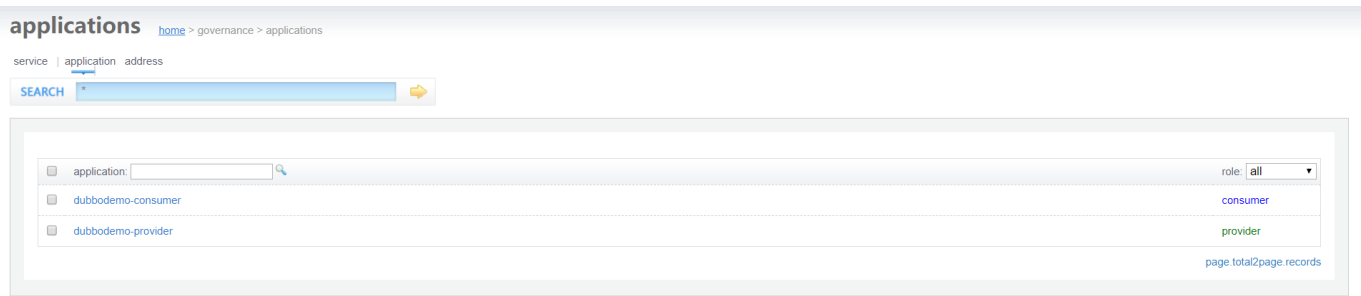 applications home > governance > applications
service | application address
SEARCH *
application: role: all
dubbodemo-consumer consumer
dubbodemo-provider provider
page.total2page.records